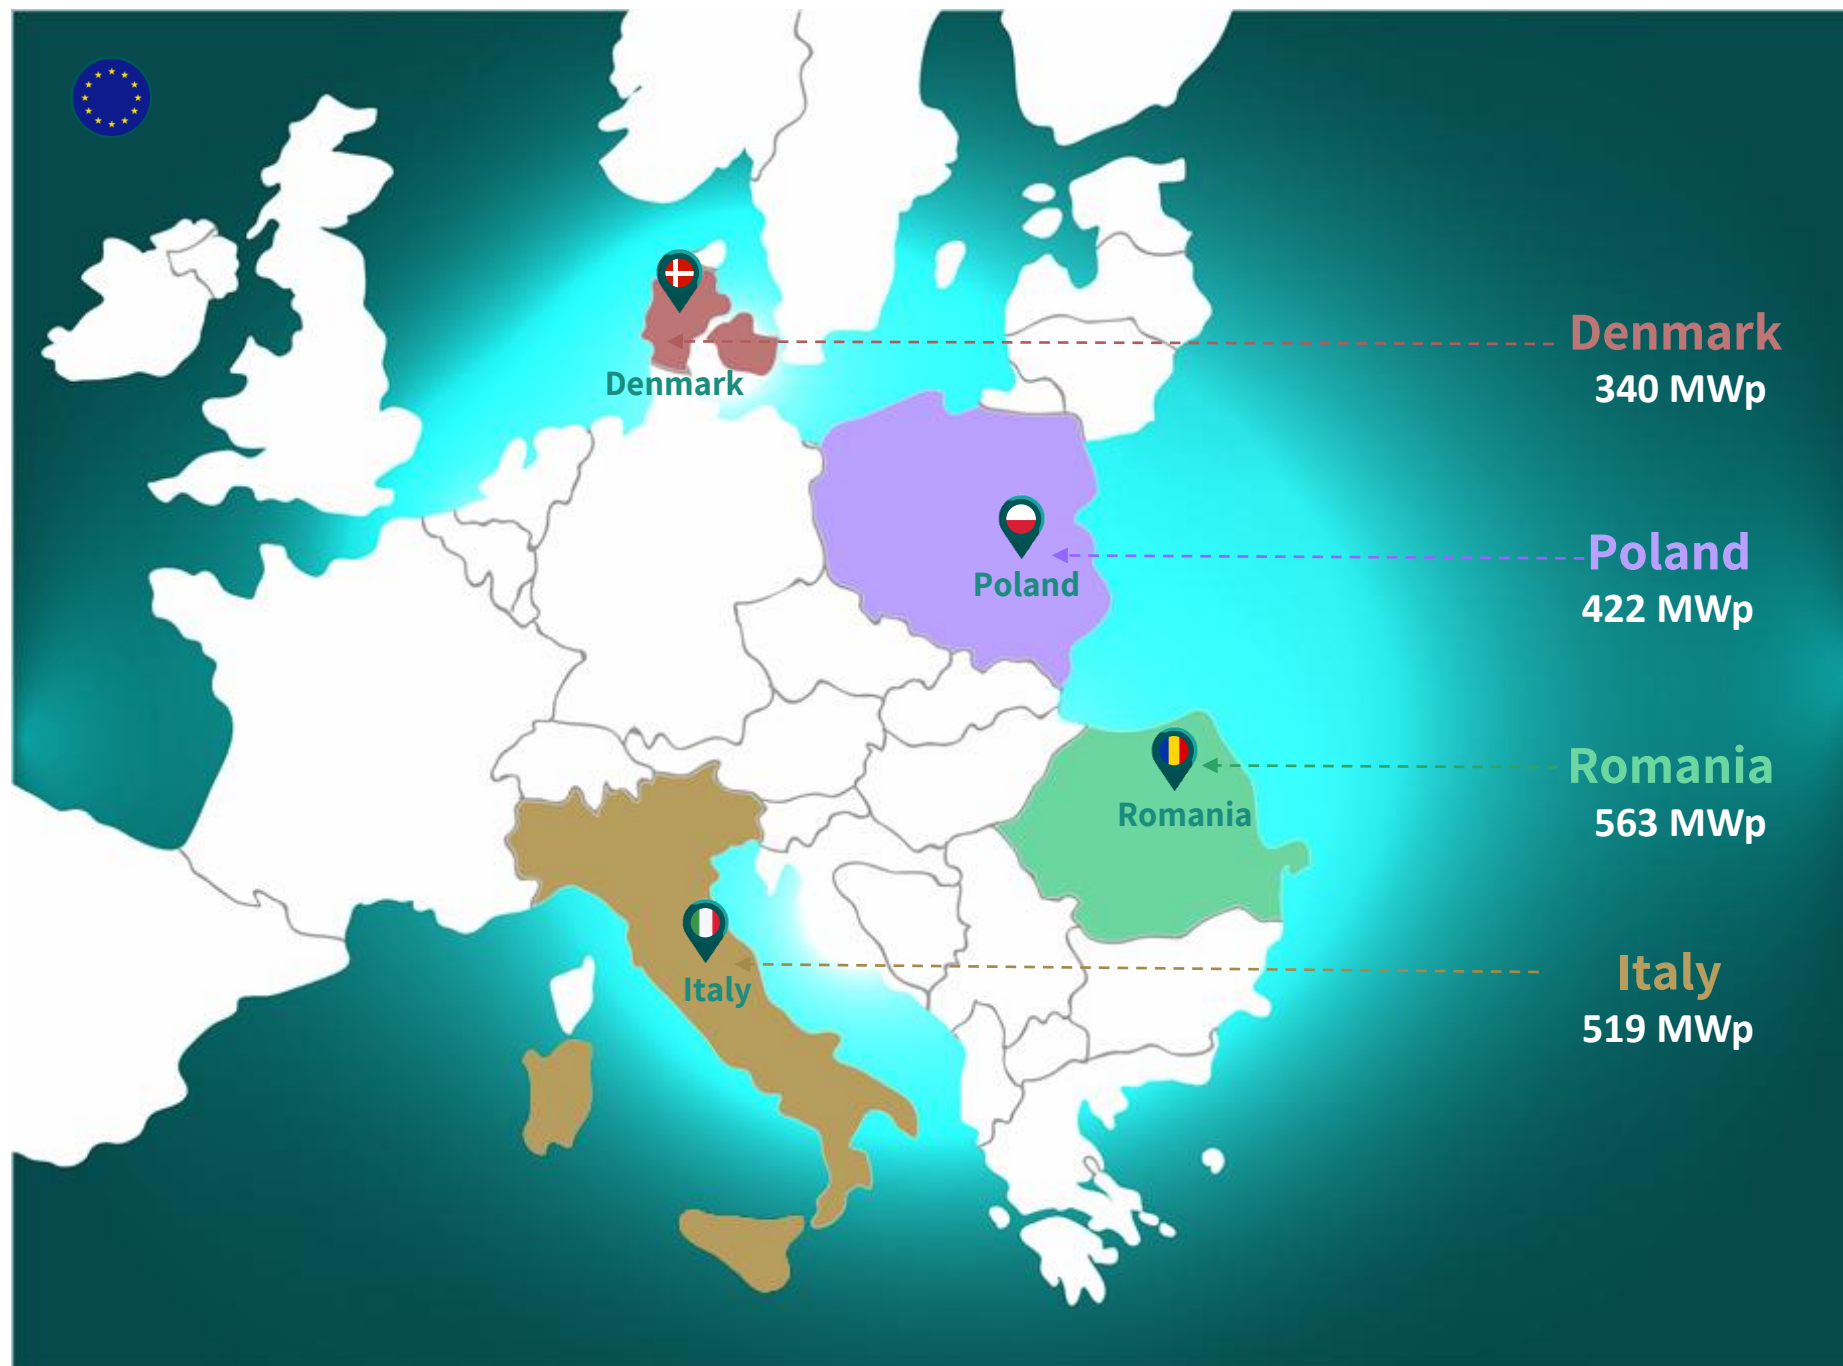 Denmark
Denmark
340 MWp
Poland
Poland
422 MWp
Romania
Romania
563 MWp
Italy
Italy
519 MWp